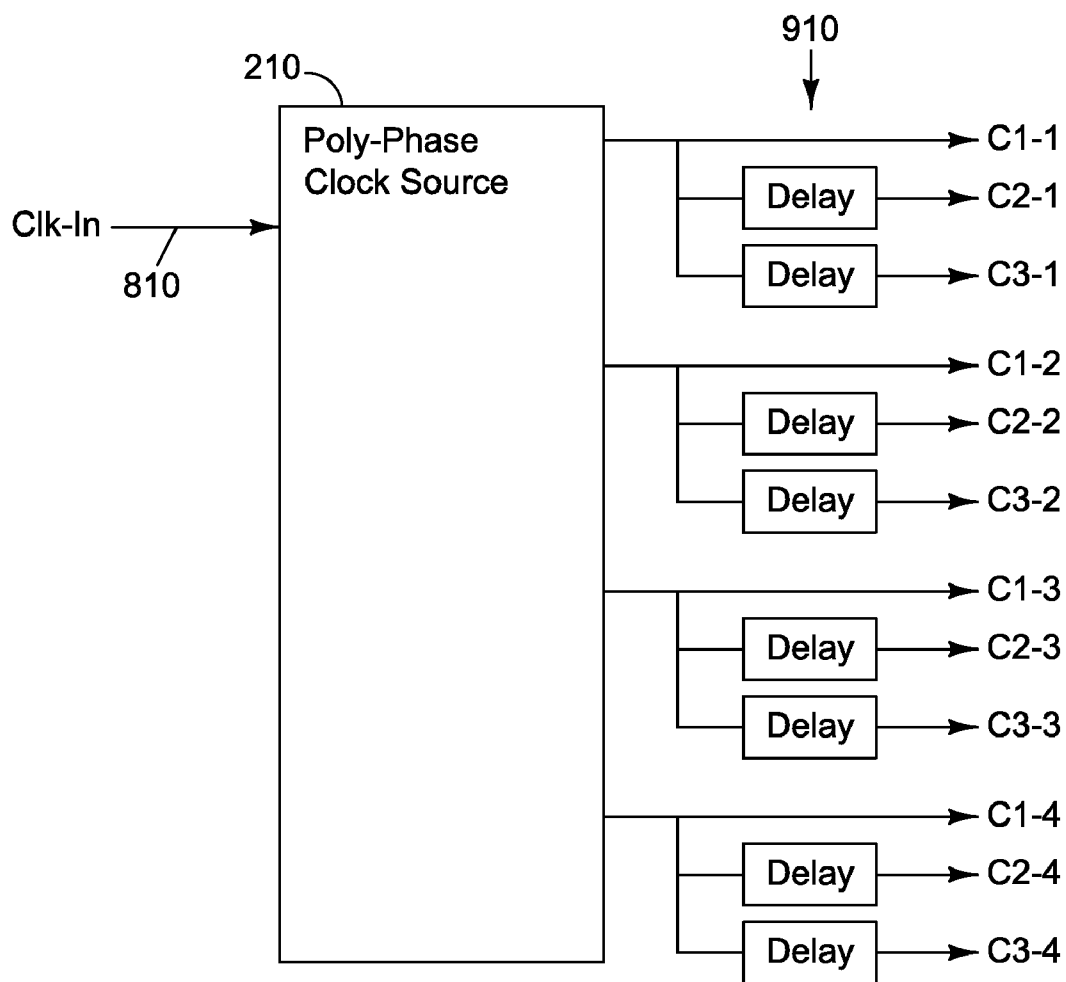 910
210
Poly-Phase
Clock Source
Clk-In
810
C1-1
Delay C2-1
Delay C3-1
C1-2
Delay C2-2
Delay C3-2
C1-3
Delay C2-3
Delay C3-3
C1-4
Delay C2-4
Delay C3-4